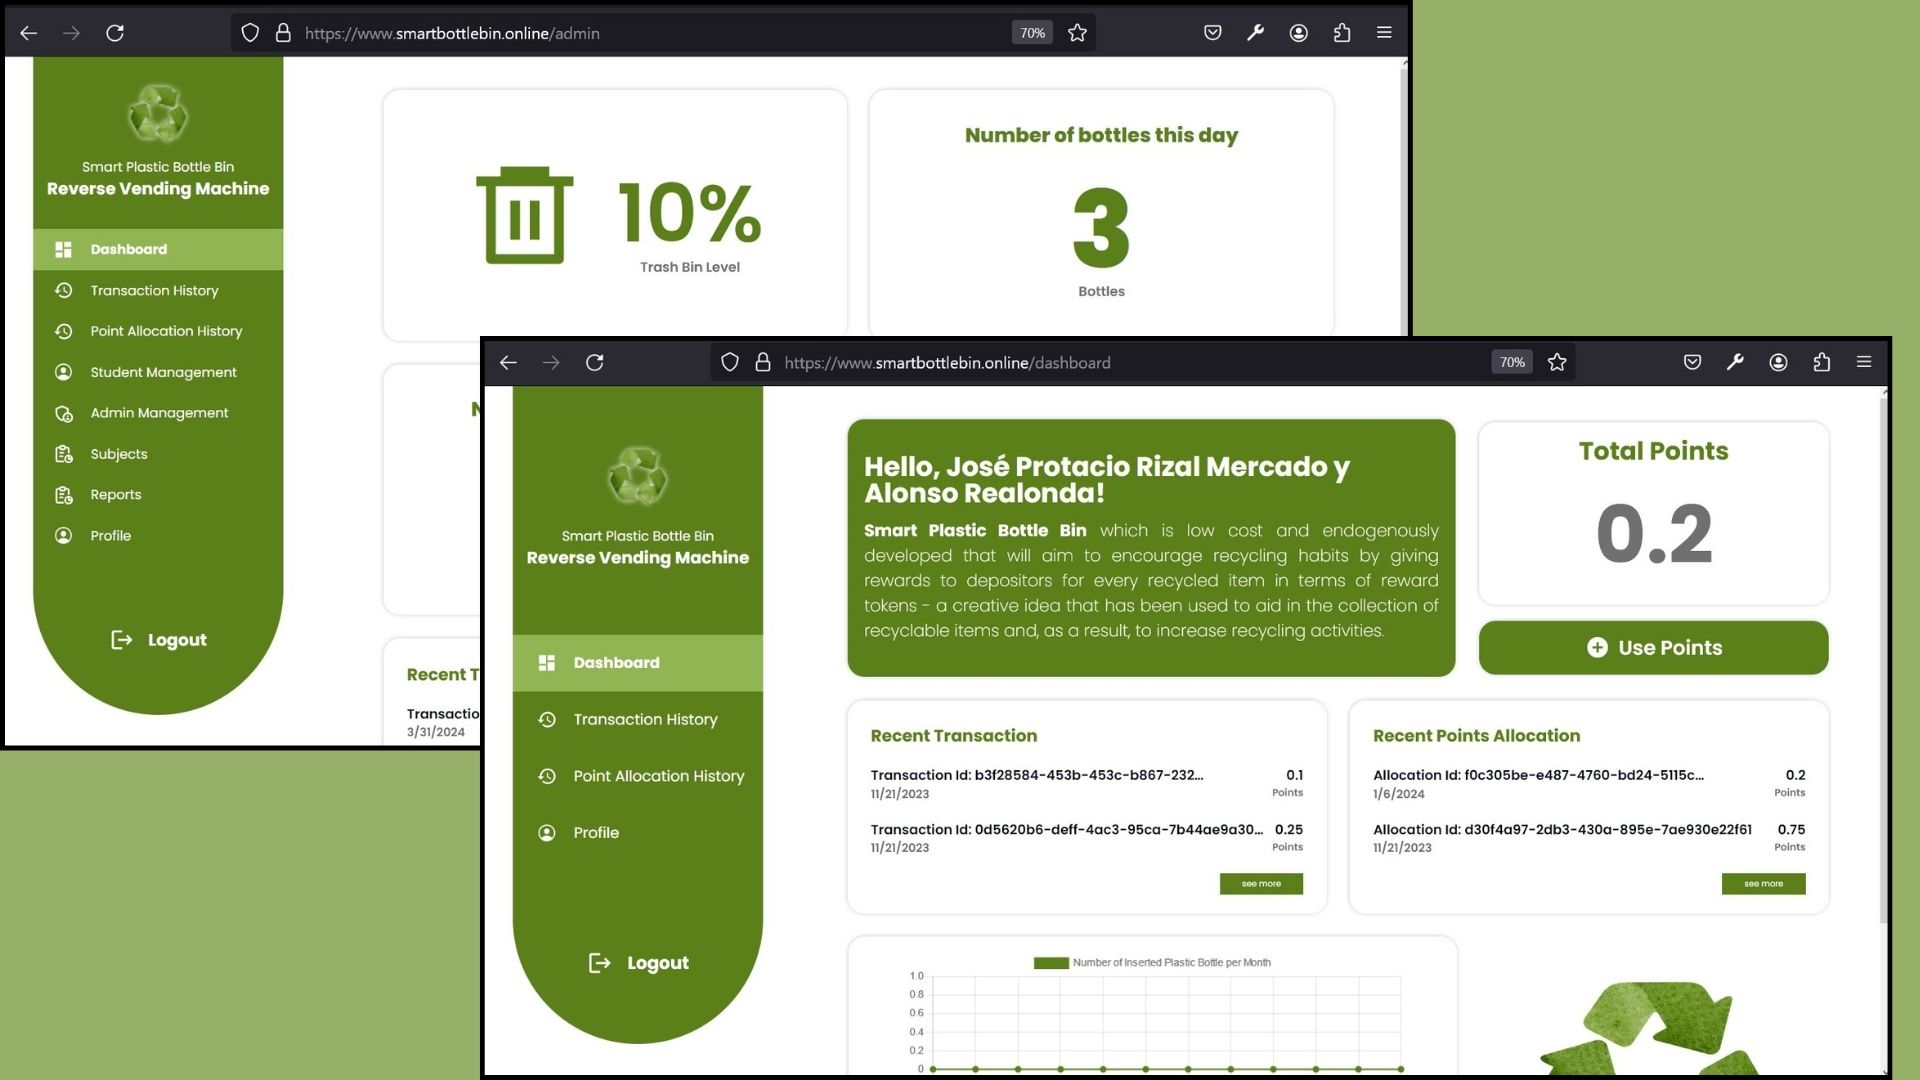 https://www.smartbottlebin.online/admin
70%
Smart Plastic Bottle Bin
Reverse Vending Machine
Dashboard
Transaction History
Point Allocation History
Student Management
Admin Management
Subjects
Reports
Profile
Logout
10%
Trash Bin Level
Number of bottles this day
3
Bottles
N
Recent T
Transactio
3/31/2024
https://www.smartbottlebin.online/dashboard
70%
Smart Plastic Bottle Bin
Reverse Vending Machine
Dashboard
Transaction History
Point Allocation History
Profile
Logout
Hello, José Protacio Rizal Mercado y
Alonso Realonda!
Smart Plastic Bottle Bin which is low cost and endogenously
developed that will aim to encourage recycling habits by giving
rewards to depositors for every recycled item in terms of reward
tokens - a creative idea that has been used to aid in the collection of
recyclable items and, as a result, to increase recycling activities.
Total Points
0.2
Use Points
Recent Transaction
Transaction Id: b3f28584-453b-453c-b867-232... 0.1
11/21/2023 Points
Transaction Id: 0d5620b6-deff-4ac3-95ca-7b44ae9a30... 0.25
11/21/2023 Points
see more
Recent Points Allocation
Allocation Id: f0c305be-e487-4760-bd24-5115c... 0.2
1/6/2024 Points
Allocation Id: d30f4a97-2db3-430a-895e-7ae930e22f61 0.75
11/21/2023 Points
see more
Number of Inserted Plastic Bottle per Month
1.0
0.8
0.6
0.4
0.2
0